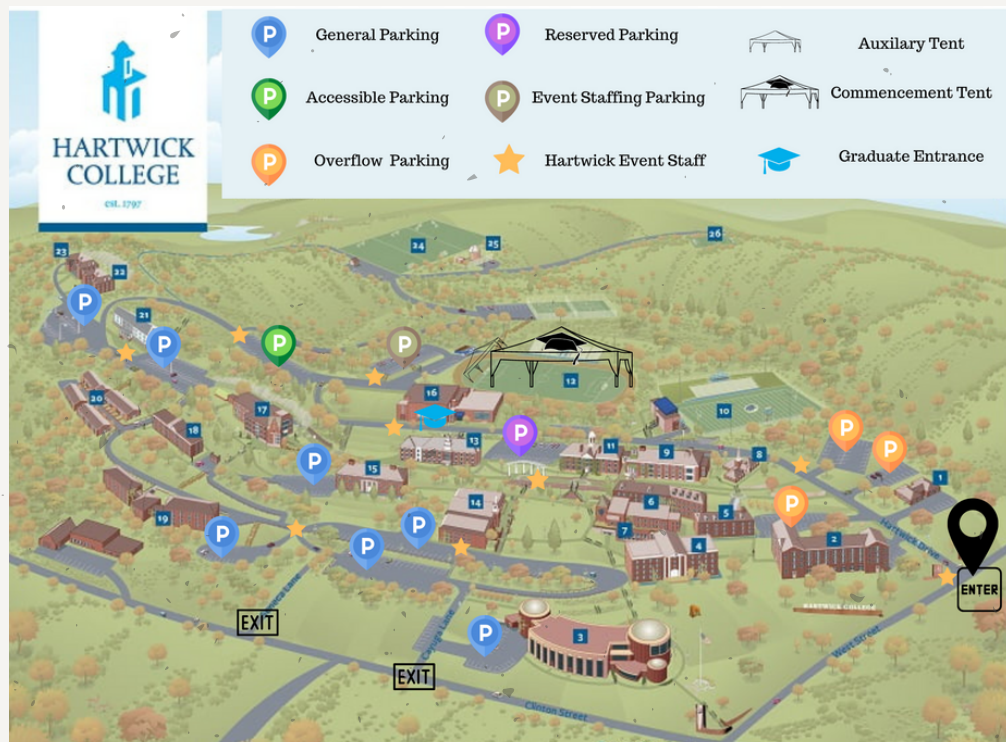 HARTWICK
COLLEGE
est. 1797
P General Parking
P Reserved Parking
Auxilary Tent
P Accessible Parking
P Event Staffing Parking
Commencement Tent
P Overflow Parking
Hartwick Event Staff
Graduate Entrance
26
24
25
23
22
P
21
P
P
P
12
20
16
10
17
18
P
P
P
13
11
9
8
P
15
1
14
6
P
5
19
7
P
P
P
4
2
Hartwick Drive
ENTER
HARTWICK COLLEGE
EXIT
P
3
West Street
EXIT
Clinton Street